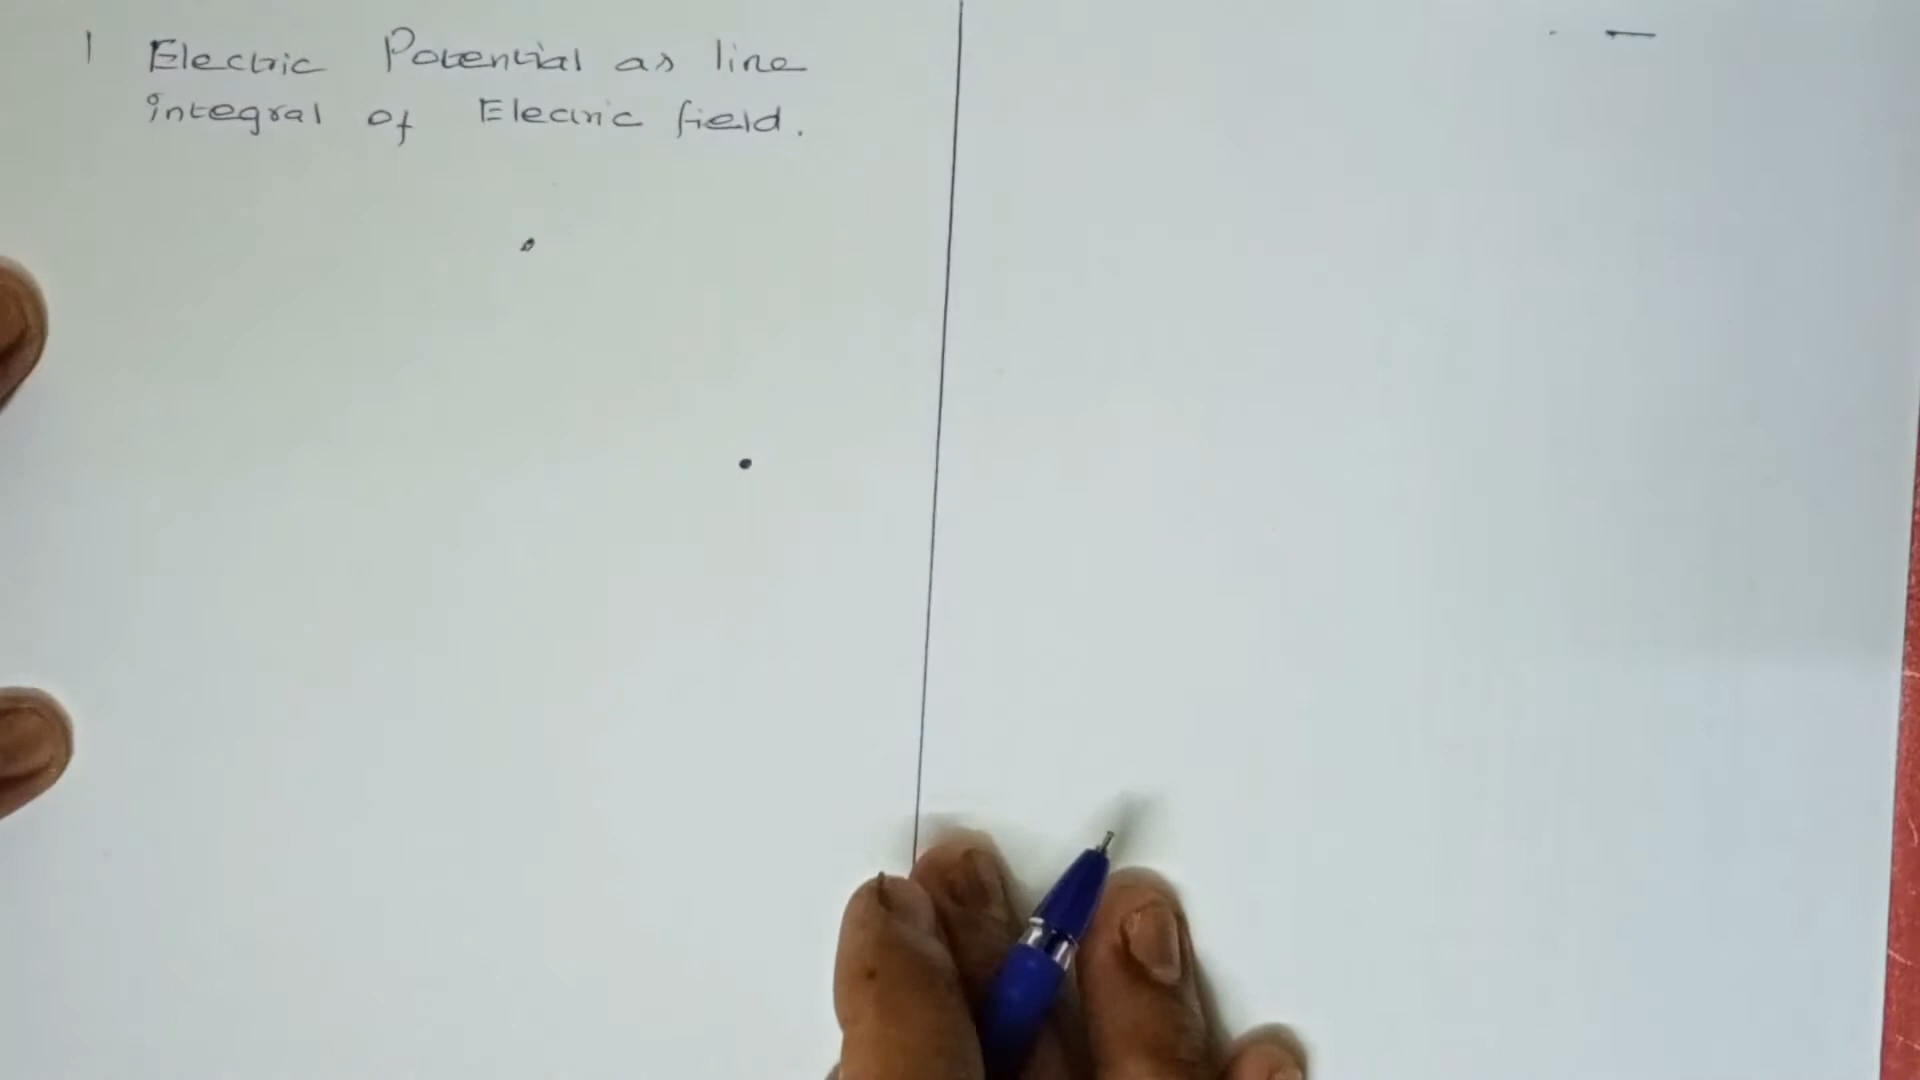 1 Electric Potential as line
integral of Electric field.